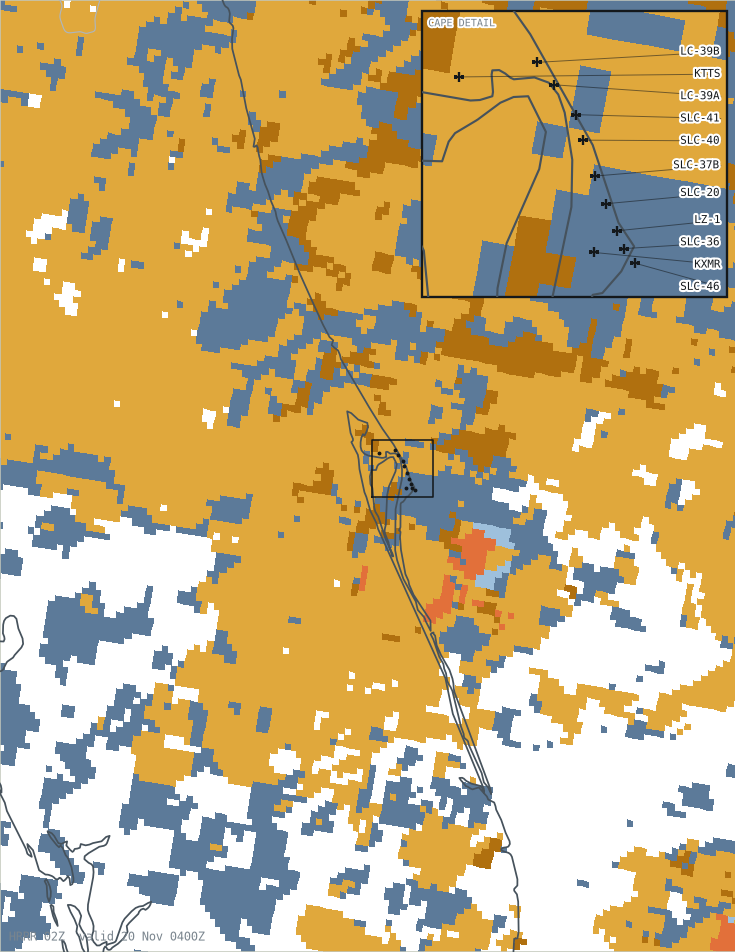 CAPE DETAIL
LC-39B
KTTS
LC-39A
SLC-41
SLC-40
SLC-37B
SLC-20
LZ-1
SLC-36
KXMR
SLC-46
02Z valid 20 Nov 0400Z